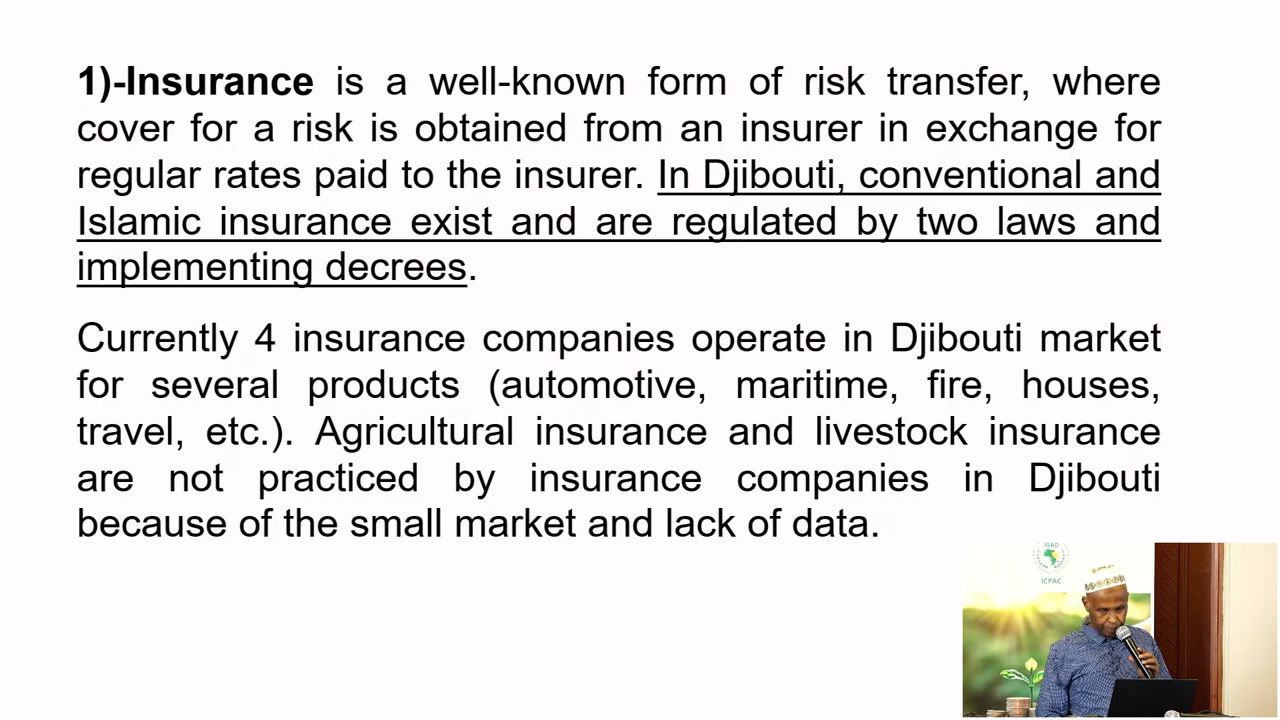 1)-Insurance is a well-known form of risk transfer, where
cover for a risk is obtained from an insurer in exchange for
regular rates paid to the insurer. In Djibouti, conventional and
Islamic insurance exist and are regulated by two laws and
implementing decrees.
Currently 4 insurance companies operate in Djibouti market
for several products (automotive, maritime, fire, houses,
travel, etc.). Agricultural insurance and livestock insurance
are not practiced by insurance companies in Djibouti
because of the small market and lack of data.
IGAD
ICPAC